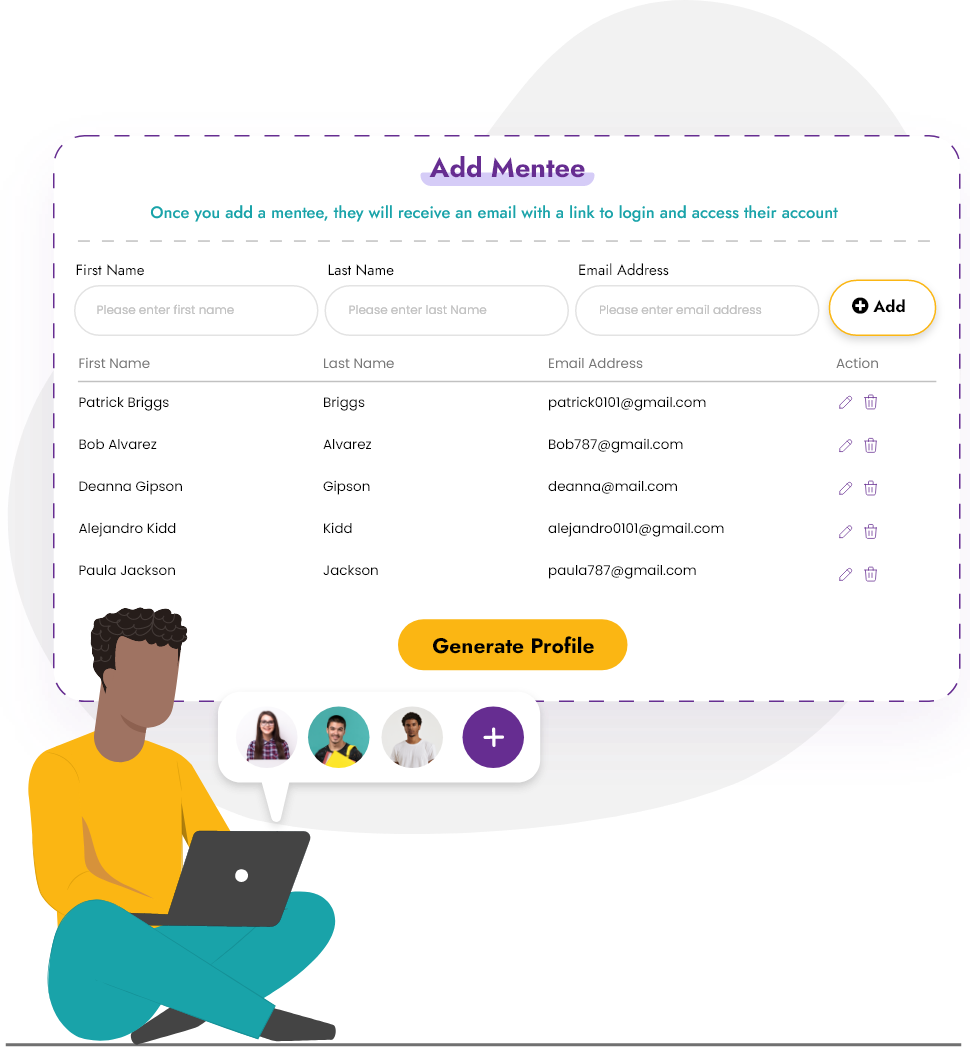 Add Mentee
Once you add a mentee, they will receive an email with a link to login and access their account
First Name Last Name Email Address
Please enter first name Please enter last Name Please enter email address Add
First Name Last Name Email Address Action
Patrick Briggs Briggs patrick0101@gmail.com
Bob Alvarez Alvarez Bob787@gmail.com
Deanna Gipson Gipson deanna@mail.com
Alejandro Kidd Kidd alejandro0101@gmail.com
Paula Jackson Jackson paula787@gmail.com
Generate Profile